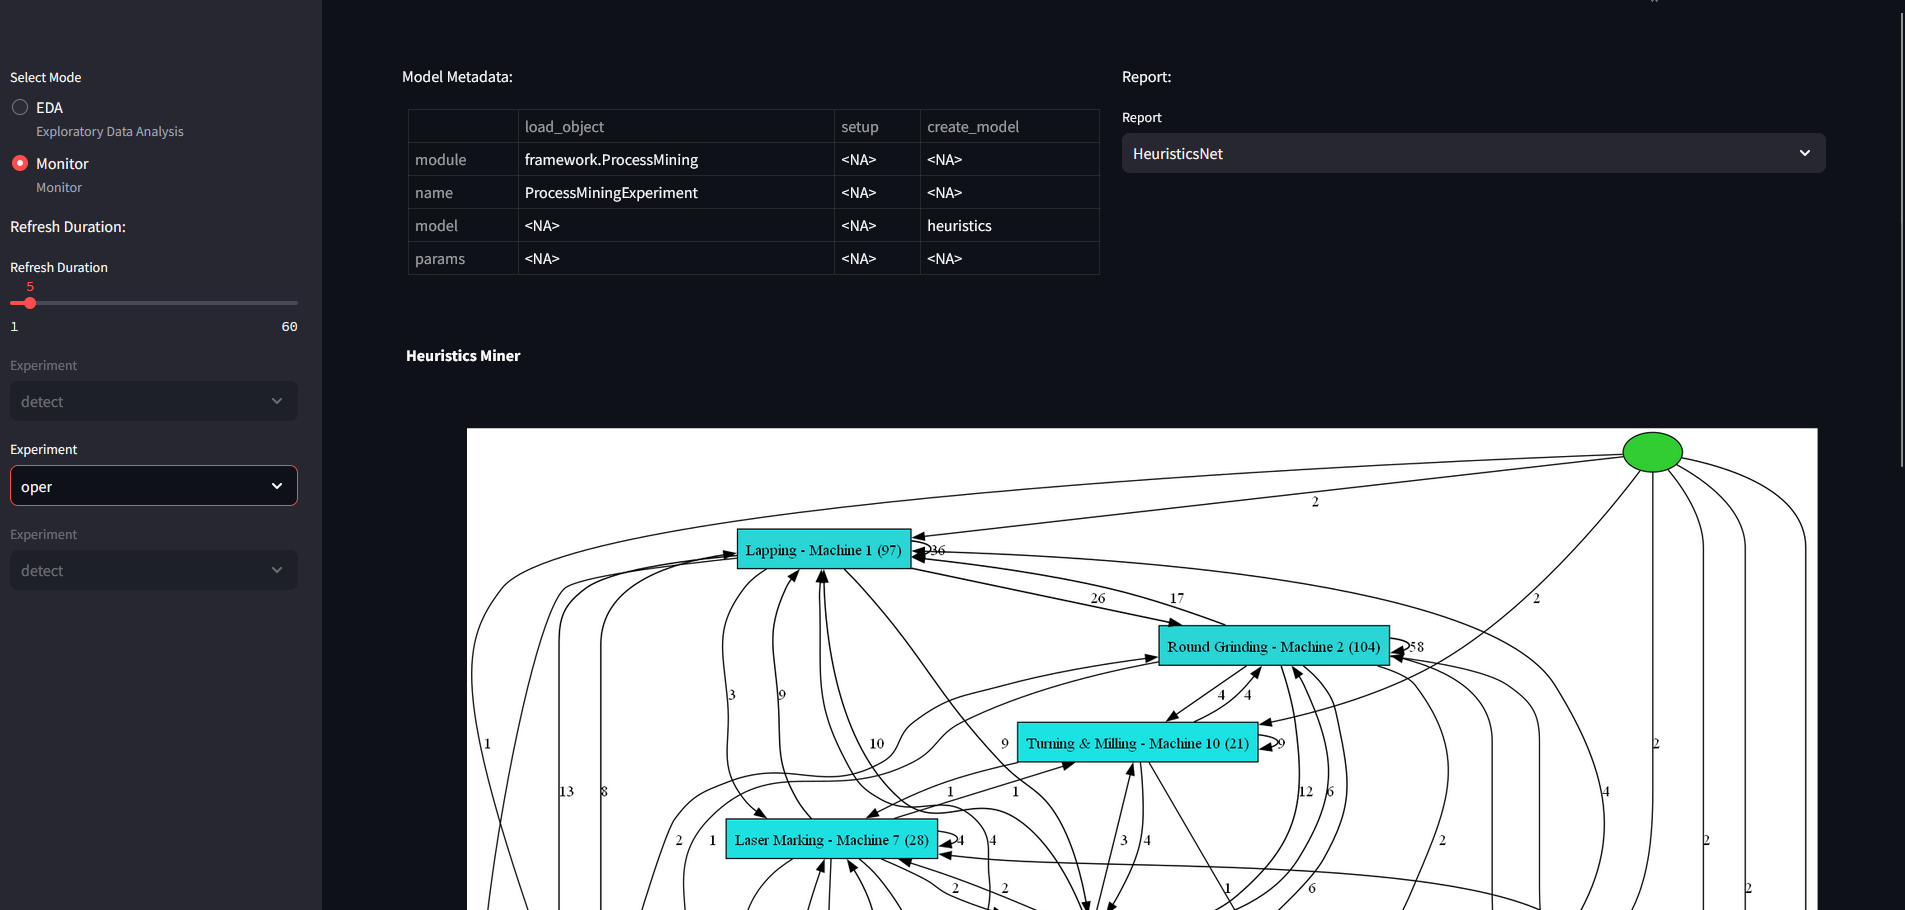 Select Mode
EDA
Exploratory Data Analysis
Monitor
Monitor
Refresh Duration:
Refresh Duration
5
1 60
Experiment
detect
Experiment
oper
Experiment
detect
Model Metadata:
load_object setup create_model
module framework.ProcessMining <NA> <NA>
name ProcessMiningExperiment <NA> <NA>
model <NA> <NA> heuristics
params <NA> <NA> <NA>
Report:
Report
HeuristicsNet
Heuristics Miner
2
Lapping - Machine 1 (97) 36
26 17 2
Round Grinding - Machine 2 (104) 58
3 9 4 4
1 10 9 Turning & Milling - Machine 10 (21) 9 2
13 8 1 1 12 6 4
2 1 Laser Marking - Machine 7 (28) 4 4 3 4 2 2
2 2 1 6 2